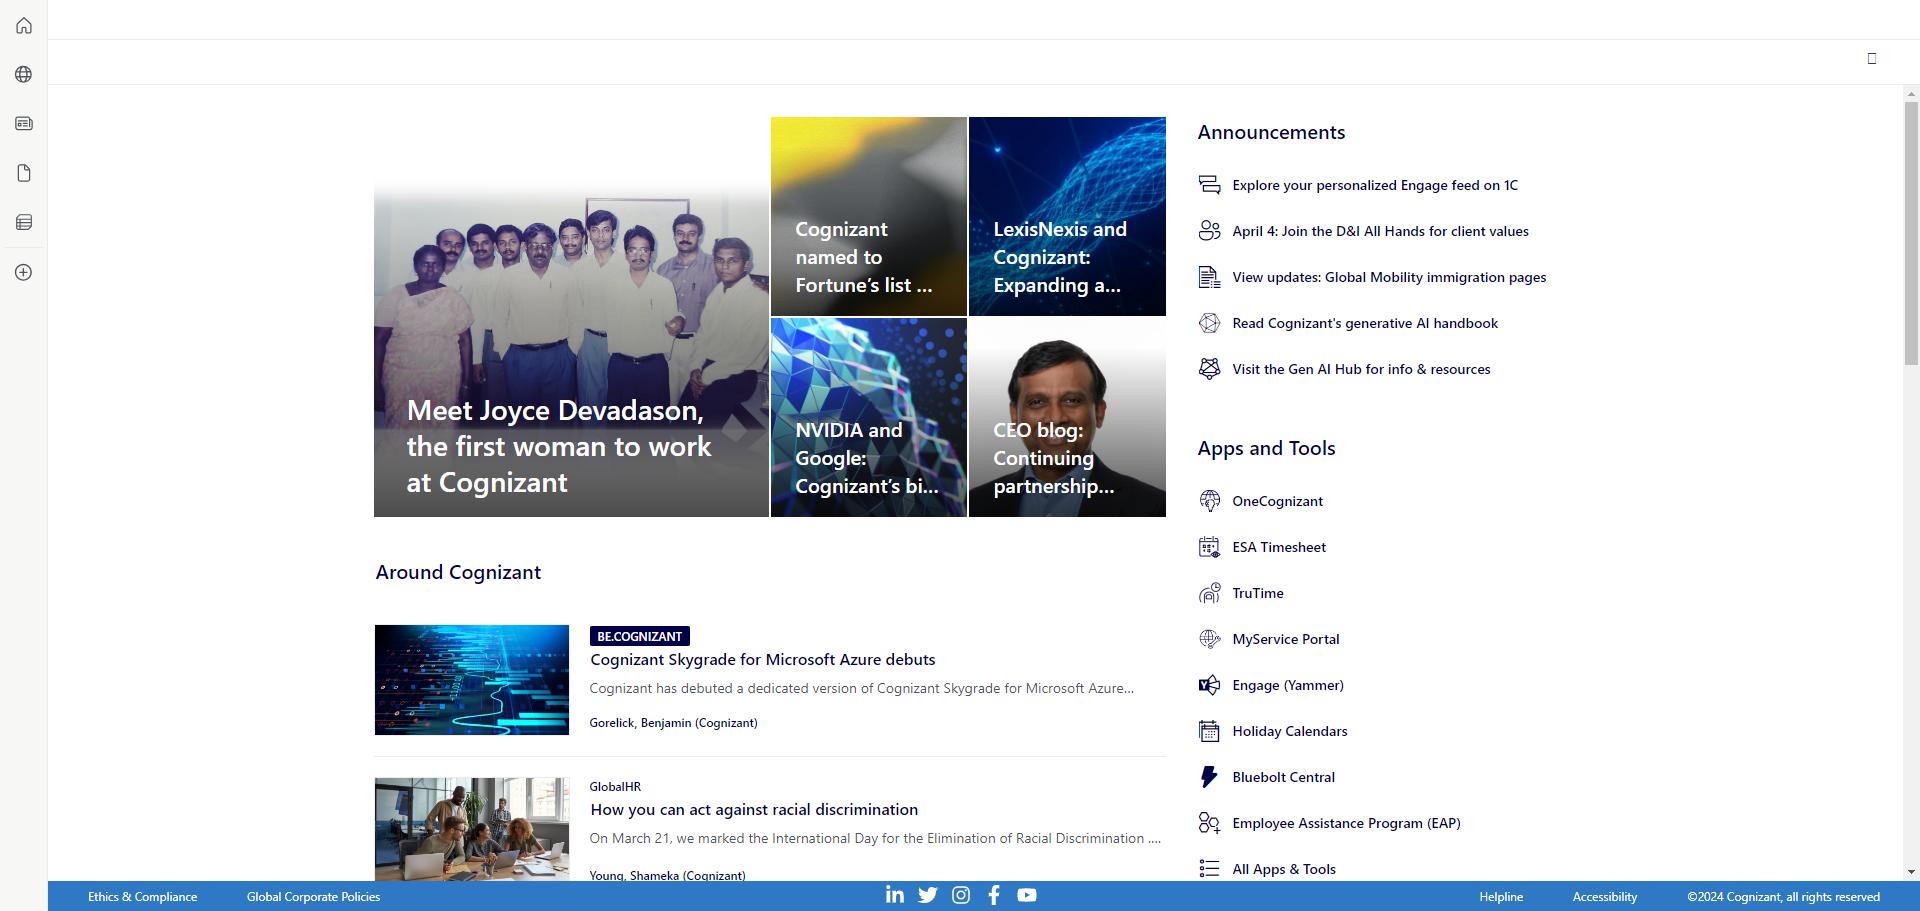 Meet Joyce Devadason,
the first woman to work
at Cognizant
Cognizant
named to
Fortune’s list ...
LexisNexis and
Cognizant:
Expanding a...
NVIDIA and
Google:
Cognizant’s bi...
CEO blog:
Continuing
partnership...
Around Cognizant
BE.COGNIZANT
Cognizant Skygrade for Microsoft Azure debuts
Cognizant has debuted a dedicated version of Cognizant Skygrade for Microsoft Azure...
Gorelick, Benjamin (Cognizant)
GlobalHR
How you can act against racial discrimination
On March 21, we marked the International Day for the Elimination of Racial Discrimination ....
Young, Shameka (Cognizant)
Announcements
Explore your personalized Engage feed on 1C
April 4: Join the D&I All Hands for client values
View updates: Global Mobility immigration pages
Read Cognizant's generative AI handbook
Visit the Gen AI Hub for info & resources
Apps and Tools
OneCognizant
ESA Timesheet
TruTime
MyService Portal
Engage (Yammer)
Holiday Calendars
Bluebolt Central
Employee Assistance Program (EAP)
All Apps & Tools
Ethics & Compliance
Global Corporate Policies
Helpline
Accessibility
©2024 Cognizant, all rights reserved